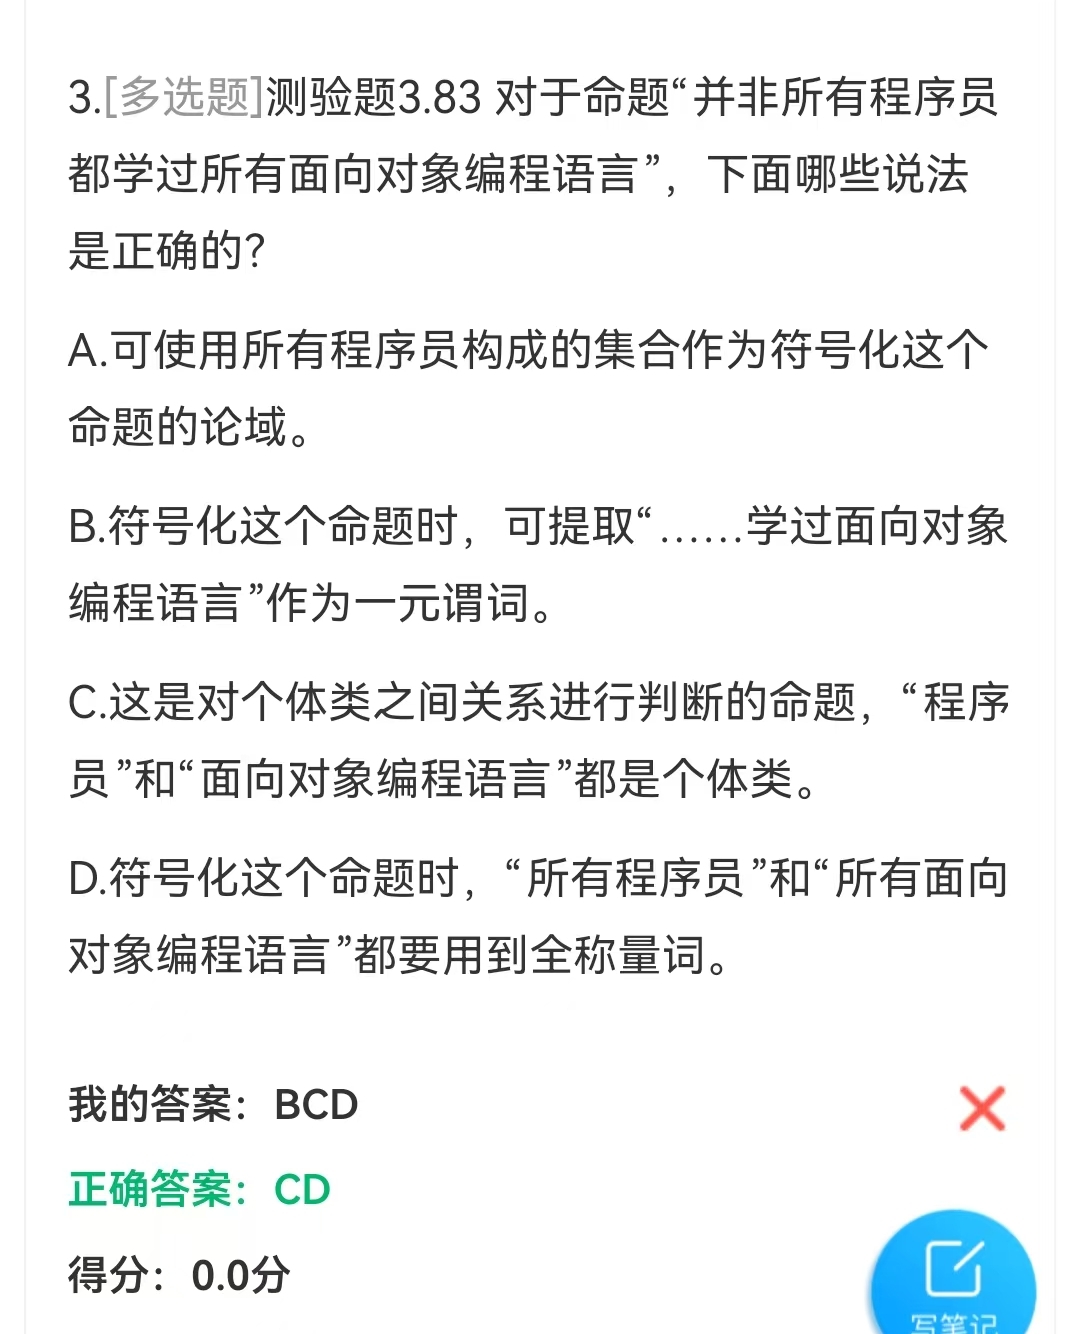 3.[多选题]测验题3.83 对于命题“并非所有程序员
都学过所有面向对象编程语言”，下面哪些说法
是正确的？
A.可使用所有程序员构成的集合作为符号化这个
命题的论域。
B.符号化这个命题时，可提取“……学过面向对象
编程语言”作为一元谓词。
C.这是对个体类之间关系进行判断的命题，“程序
员”和“面向对象编程语言”都是个体类。
D.符号化这个命题时，“所有程序员”和“所有面向
对象编程语言”都要用到全称量词。
我的答案：BCD
正确答案：CD
得分：0.0分
写笔记